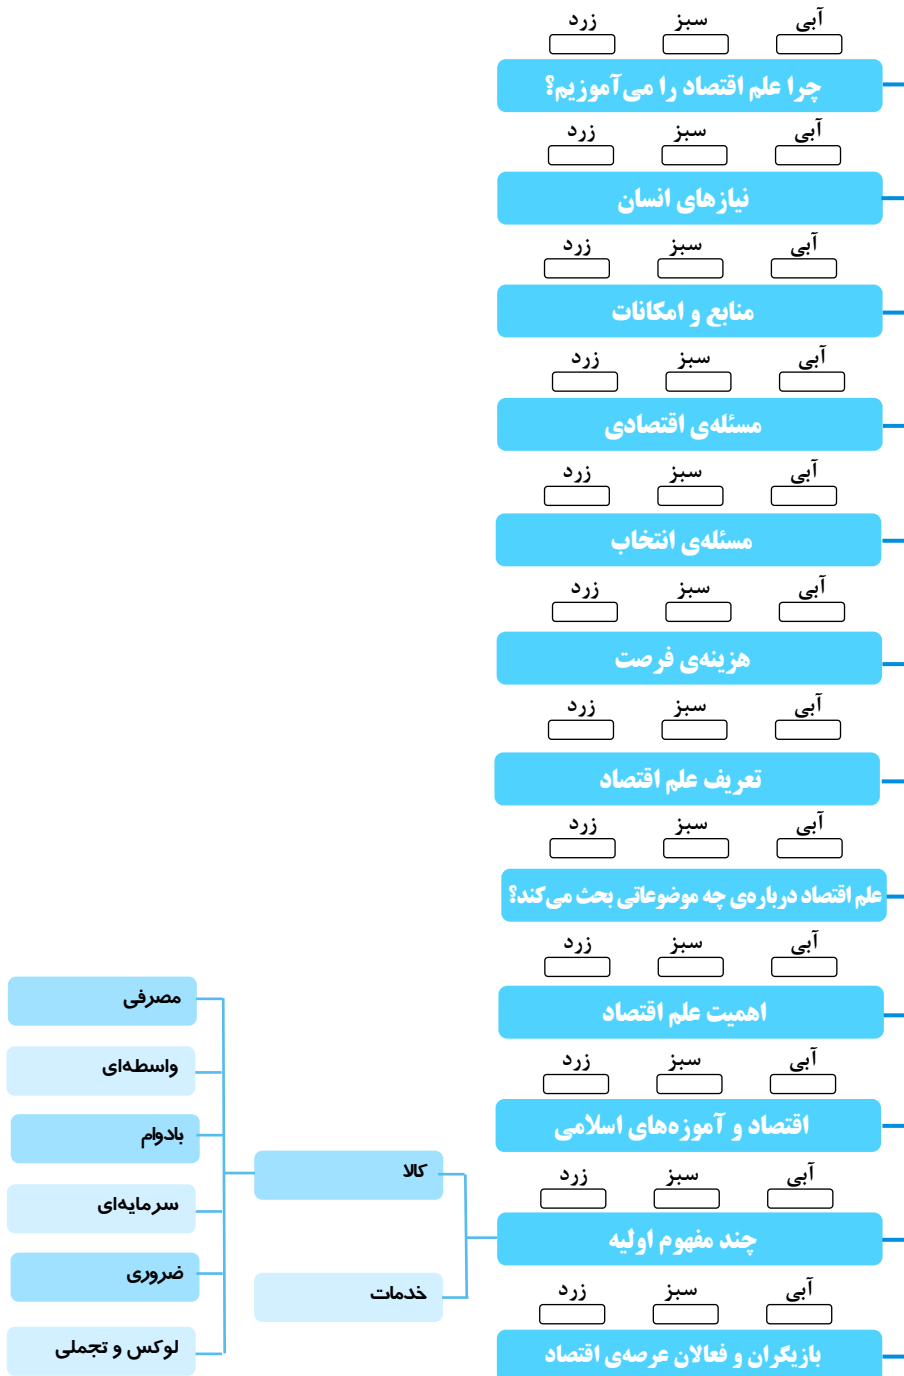 آبی سبز زرد
چرا علم اقتصاد را می‌آموزیم؟
آبی سبز زرد
نیازهای انسان
آبی سبز زرد
منابع و امکانات
آبی سبز زرد
مسئله‌ی اقتصادی
آبی سبز زرد
مسئله‌ی انتخاب
آبی سبز زرد
هزینه‌ی فرصت
آبی سبز زرد
تعریف علم اقتصاد
آبی سبز زرد
علم اقتصاد درباره‌ی چه موضوعاتی بحث می‌کند؟
آبی سبز زرد
اهمیت علم اقتصاد
آبی سبز زرد
اقتصاد و آموزه‌های اسلامی
آبی سبز زرد
چند مفهوم اولیه
کالا
مصرفی
واسطه‌ای
بادوام
سرمایه‌ای
ضروری
لوکس و تجملی
خدمات
آبی سبز زرد
بازیگران و فعالان عرصه‌ی اقتصاد